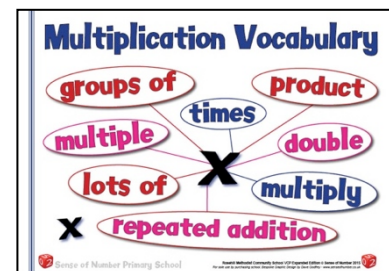 Multiplication Vocabulary
groups of
product
times
multiple
double
x
lots of
multiply
x
repeated addition
Sense of Number Primary School